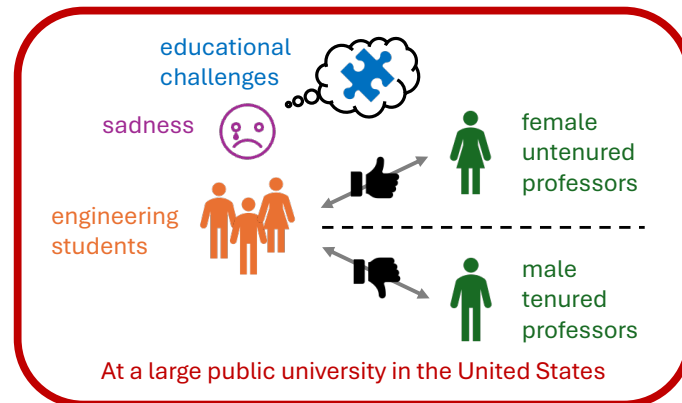 educational
challenges
sadness
female
untenured
professors
engineering
students
male
tenured
professors
At a large public university in the United States